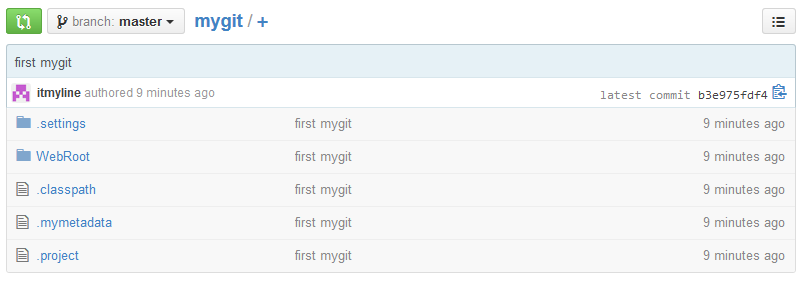 branch: master mygit / +
first mygit
itmyline authored 9 minutes ago latest commit b3e975fdf4
.settings first mygit 9 minutes ago
WebRoot first mygit 9 minutes ago
.classpath first mygit 9 minutes ago
.mymetadata first mygit 9 minutes ago
.project first mygit 9 minutes ago